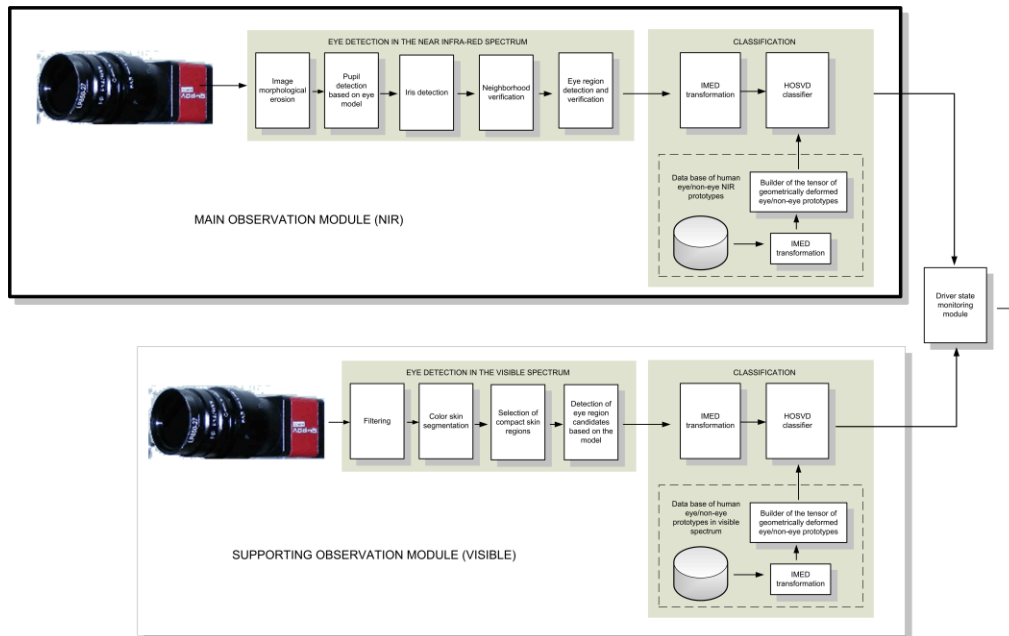 EYE DETECTION IN THE NEAR INFRA-RED SPECTRUM
Image
morphological
erosion
Pupil
detection
based on eye
model
Iris detection
Neighborhood
verification
Eye region
detection and
verification
CLASSIFICATION
IMED
transformation
HOSVD
classifier
Data base of human
eye/non-eye NIR
prototypes
Builder of the tensor of
geometrically deformed
eye/non-eye prototypes
IMED
transformation
MAIN OBSERVATION MODULE (NIR)
Driver state
monitoring
module
EYE DETECTION IN THE VISIBLE SPECTRUM
Filtering
Color skin
segmentation
Selection of
compact skin
regions
Detection of
eye region
candidates
based on the
model
CLASSIFICATION
IMED
transformation
HOSVD
classifier
Data base of human
eye/non-eye
prototypes in visible
spectrum
Builder of the tensor of
geometrically deformed
eye/non-eye prototypes
IMED
transformation
SUPPORTING OBSERVATION MODULE (VISIBLE)